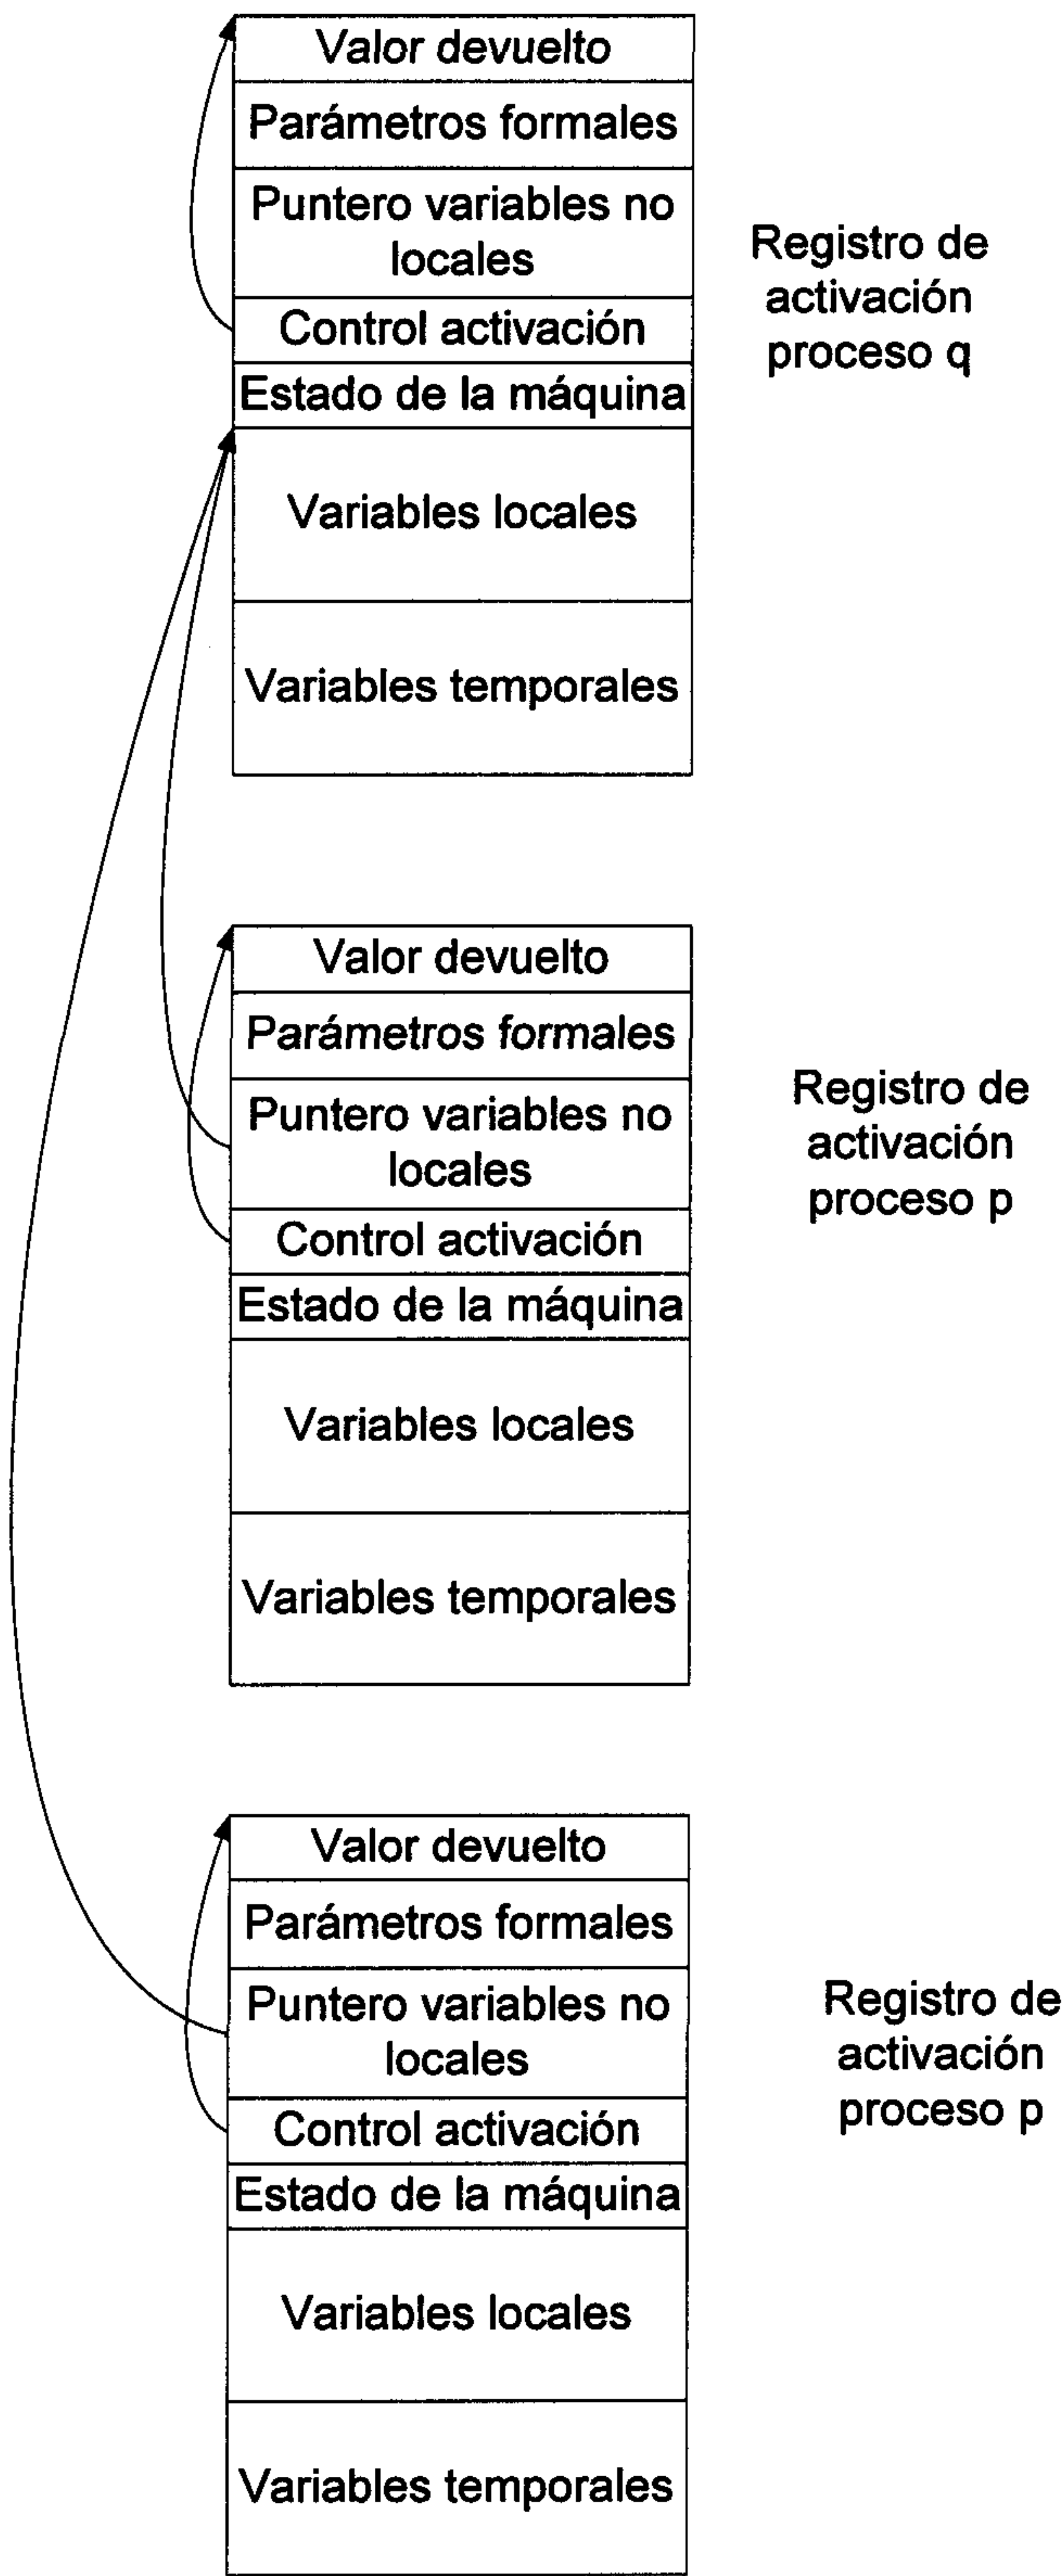 Valor devuelto
Parámetros formales
Puntero variables no
locales
Control activación
Estado de la máquina
Variables locales
Variables temporales
Registro de
activación
proceso q
Valor devuelto
Parámetros formales
Puntero variables no
locales
Control activación
Estado de la máquina
Variables locales
Variables temporales
Registro de
activación
proceso p
Valor devuelto
Parámetros formales
Puntero variables no
locales
Control activación
Estado de la máquina
Variables locales
Variables temporales
Registro de
activación
proceso p